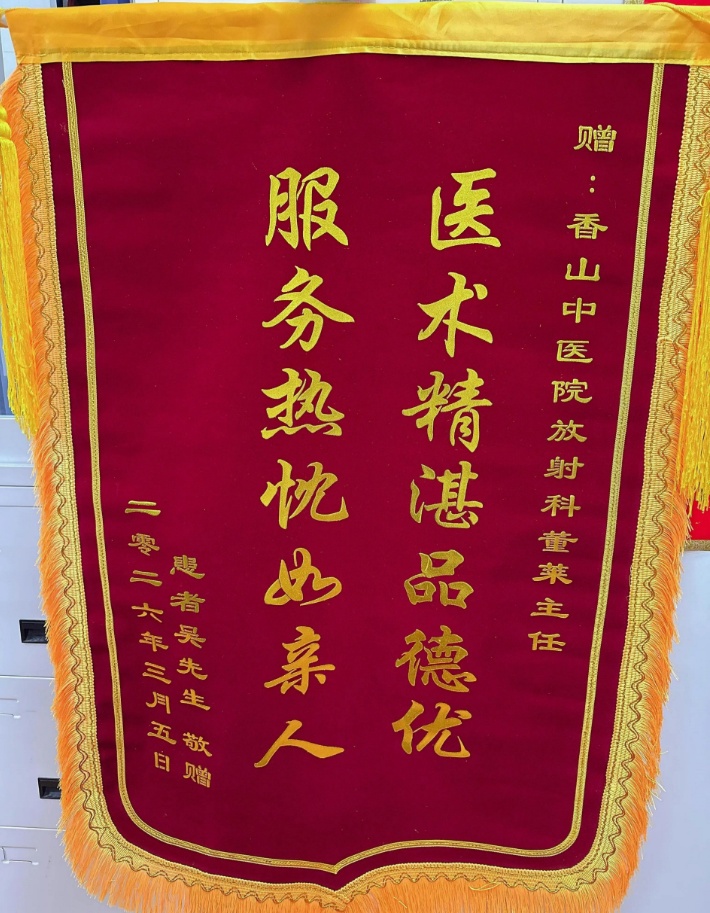 赠：香山中医院放射科董莱主任
医术精湛品德优
服务热忱如亲人
患者吴先生 敬赠
二零二六年三月五日